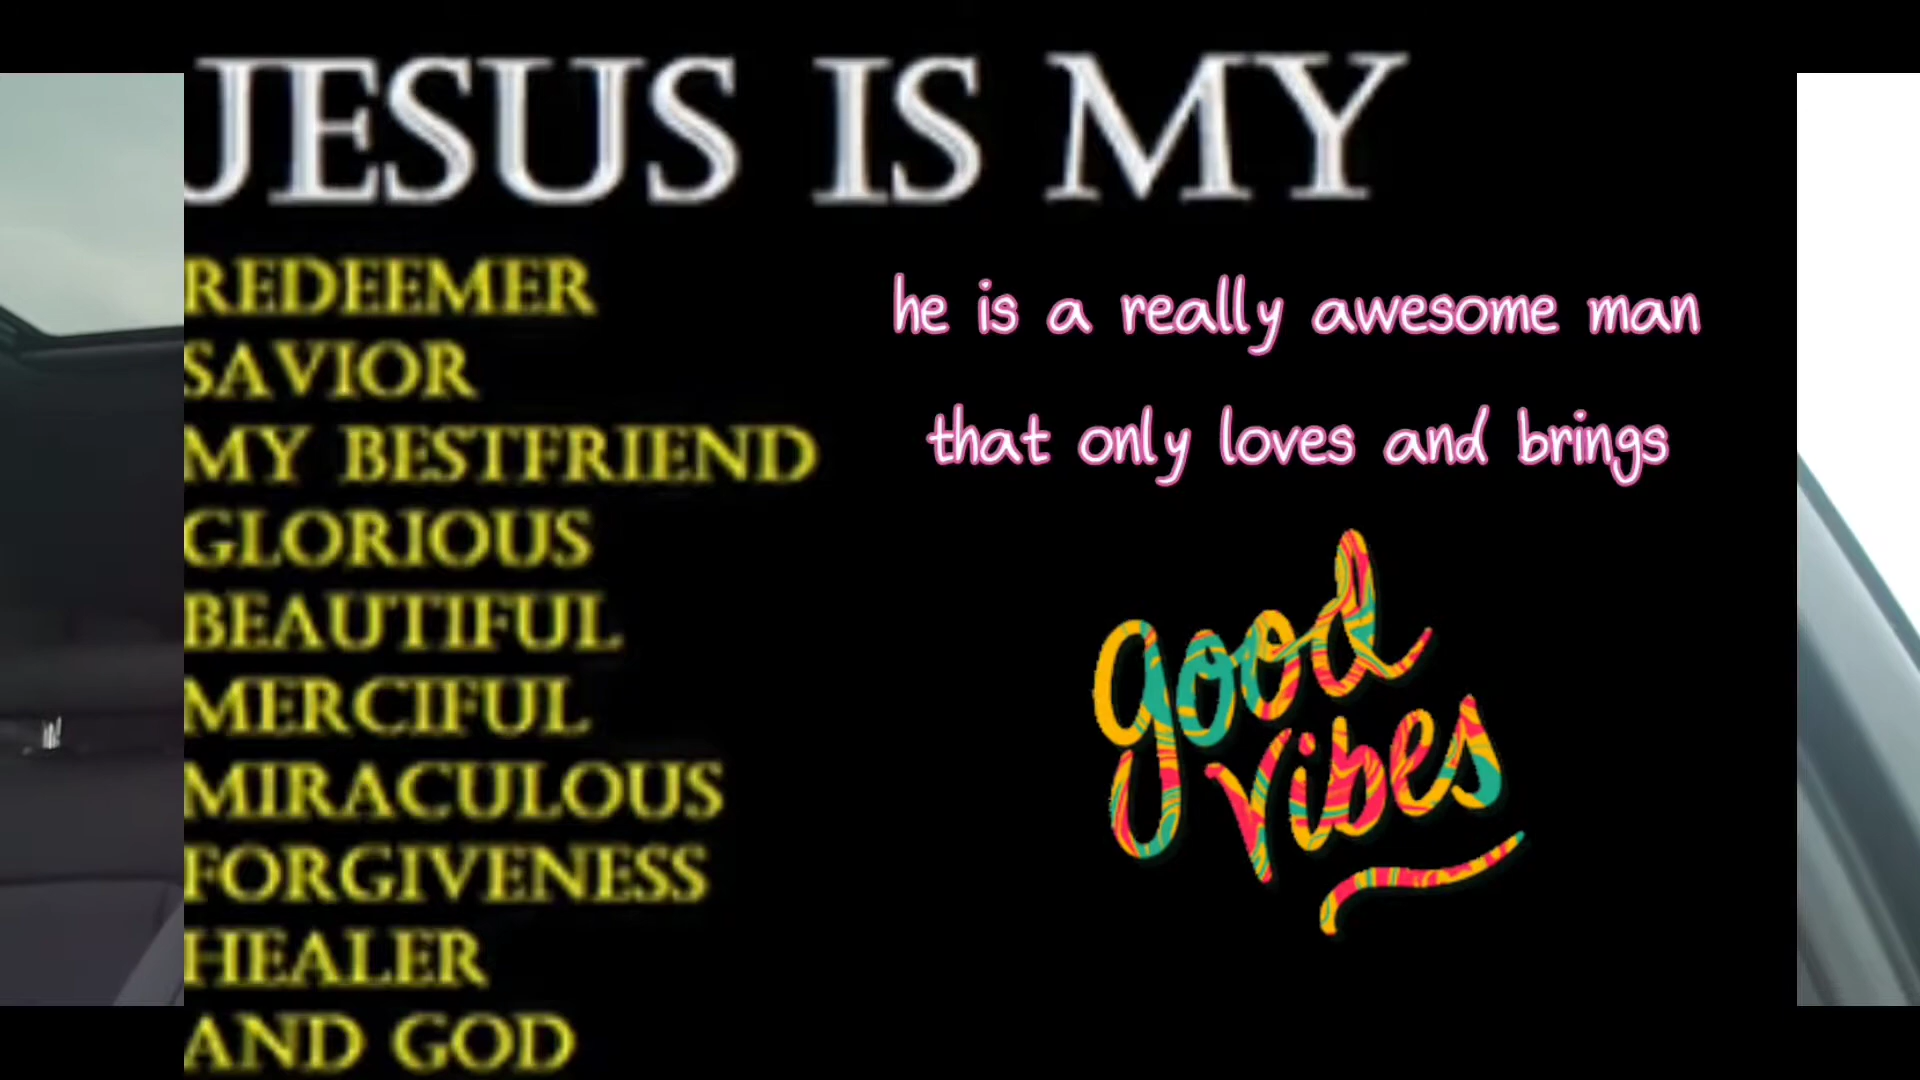 JESUS IS MY
REDEEMER
SAVIOR
MY BESTFRIEND
GLORIOUS
BEAUTIFUL
MERCIFUL
MIRACULOUS
FORGIVENESS
HEALER
AND GOD
he is a really awesome man
that only loves and brings
good
vibes